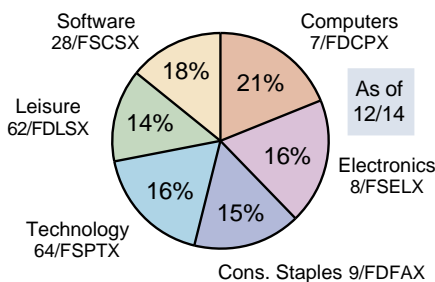 Software
28/FSCSX
Computers
7/FDCPX
18%
21%
As of
12/14
Leisure
62/FDLSX
14%
16%
Electronics
8/FSELX
16%
15%
Technology
64/FSPTX
Cons. Staples 9/FDFAX